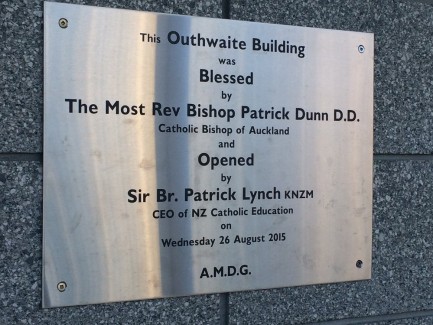 This Outhwaite Building
was
Blessed
by
The Most Rev Bishop Patrick Dunn D.D.
Catholic Bishop of Auckland
and
Opened
by
Sir Br. Patrick Lynch KNZM
CEO of NZ Catholic Education
on
Wednesday 26 August 2015
A.M.D.G.